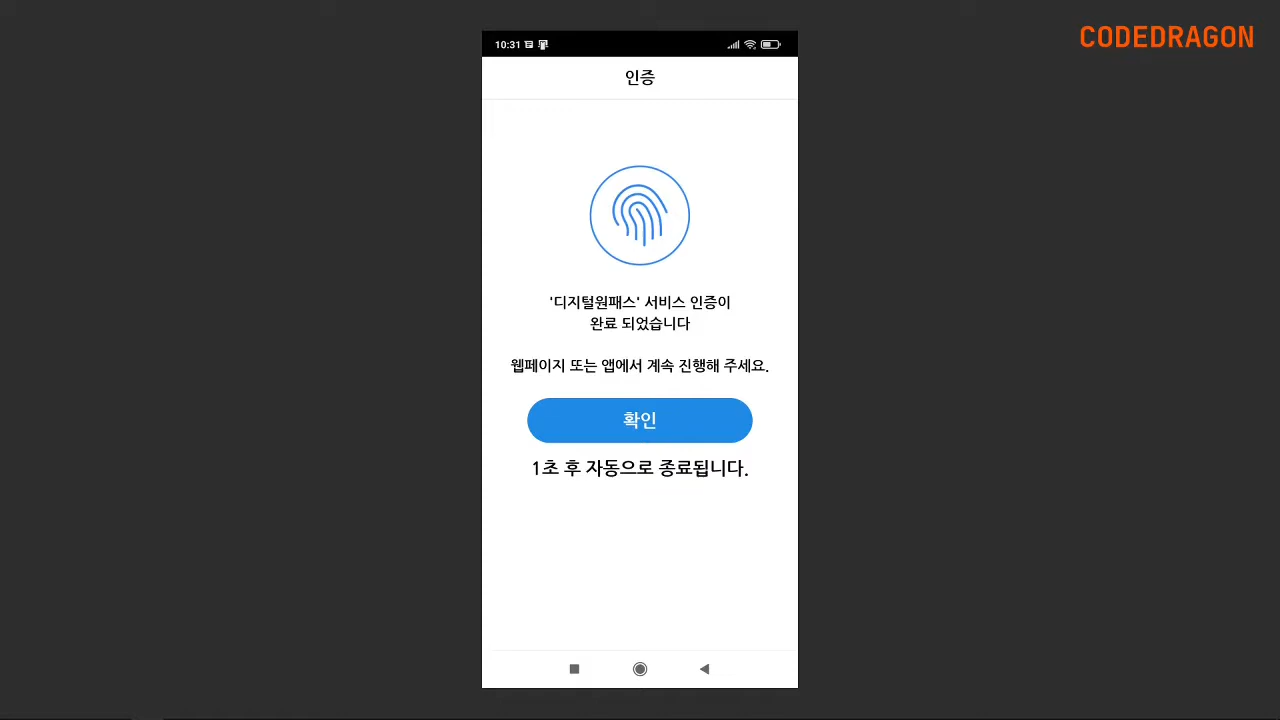 CODEDRAGON
10:31
인증
'디지털원패스' 서비스 인증이
완료 되었습니다
웹페이지 또는 앱에서 계속 진행해 주세요.
확인
1초 후 자동으로 종료됩니다.